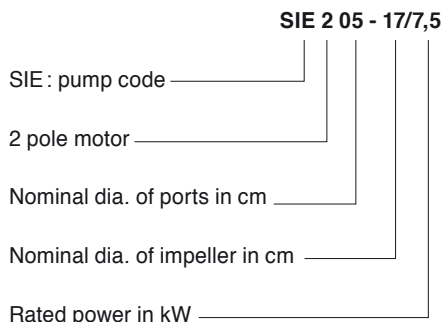 SIE 2 05 - 17/7,5
SIE : pump code
2 pole motor
Nominal dia. of ports in cm
Nominal dia. of impeller in cm
Rated power in kW